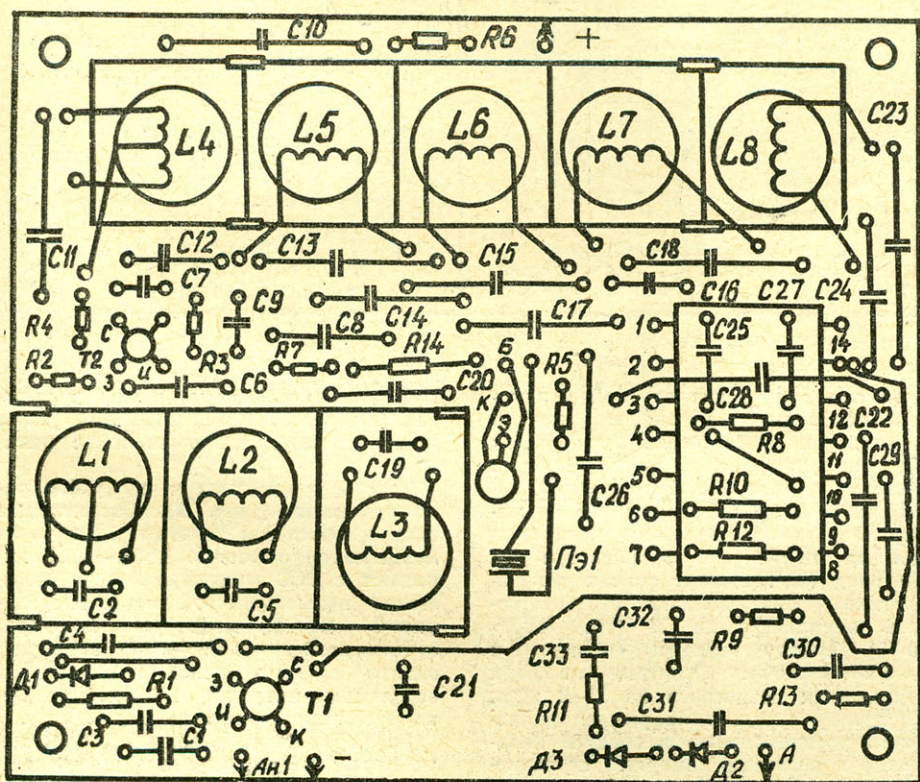 C10 R6 +
L4 L5 L6 L7 L8 C23
C11 C12 C13 C15 C18
C7 C9 C14 C16 C27 C24
R4 T2 C R3 C8 C17 1 C25 14
R2 З И C6 R7 R14 Б R5 2
C20 К Пэ1 3 C28 12 C22
Э 4 R8 11 C29
L1 L2 C19 C26 5 R10 10
L3 6 R12 9
7 8
C2 C5
C4 C32 R9 C30
Д1 R1 З С T1 C21 C33 R13
C3 C1 И К R11 C31
Ан1 - Д3 Д2 А